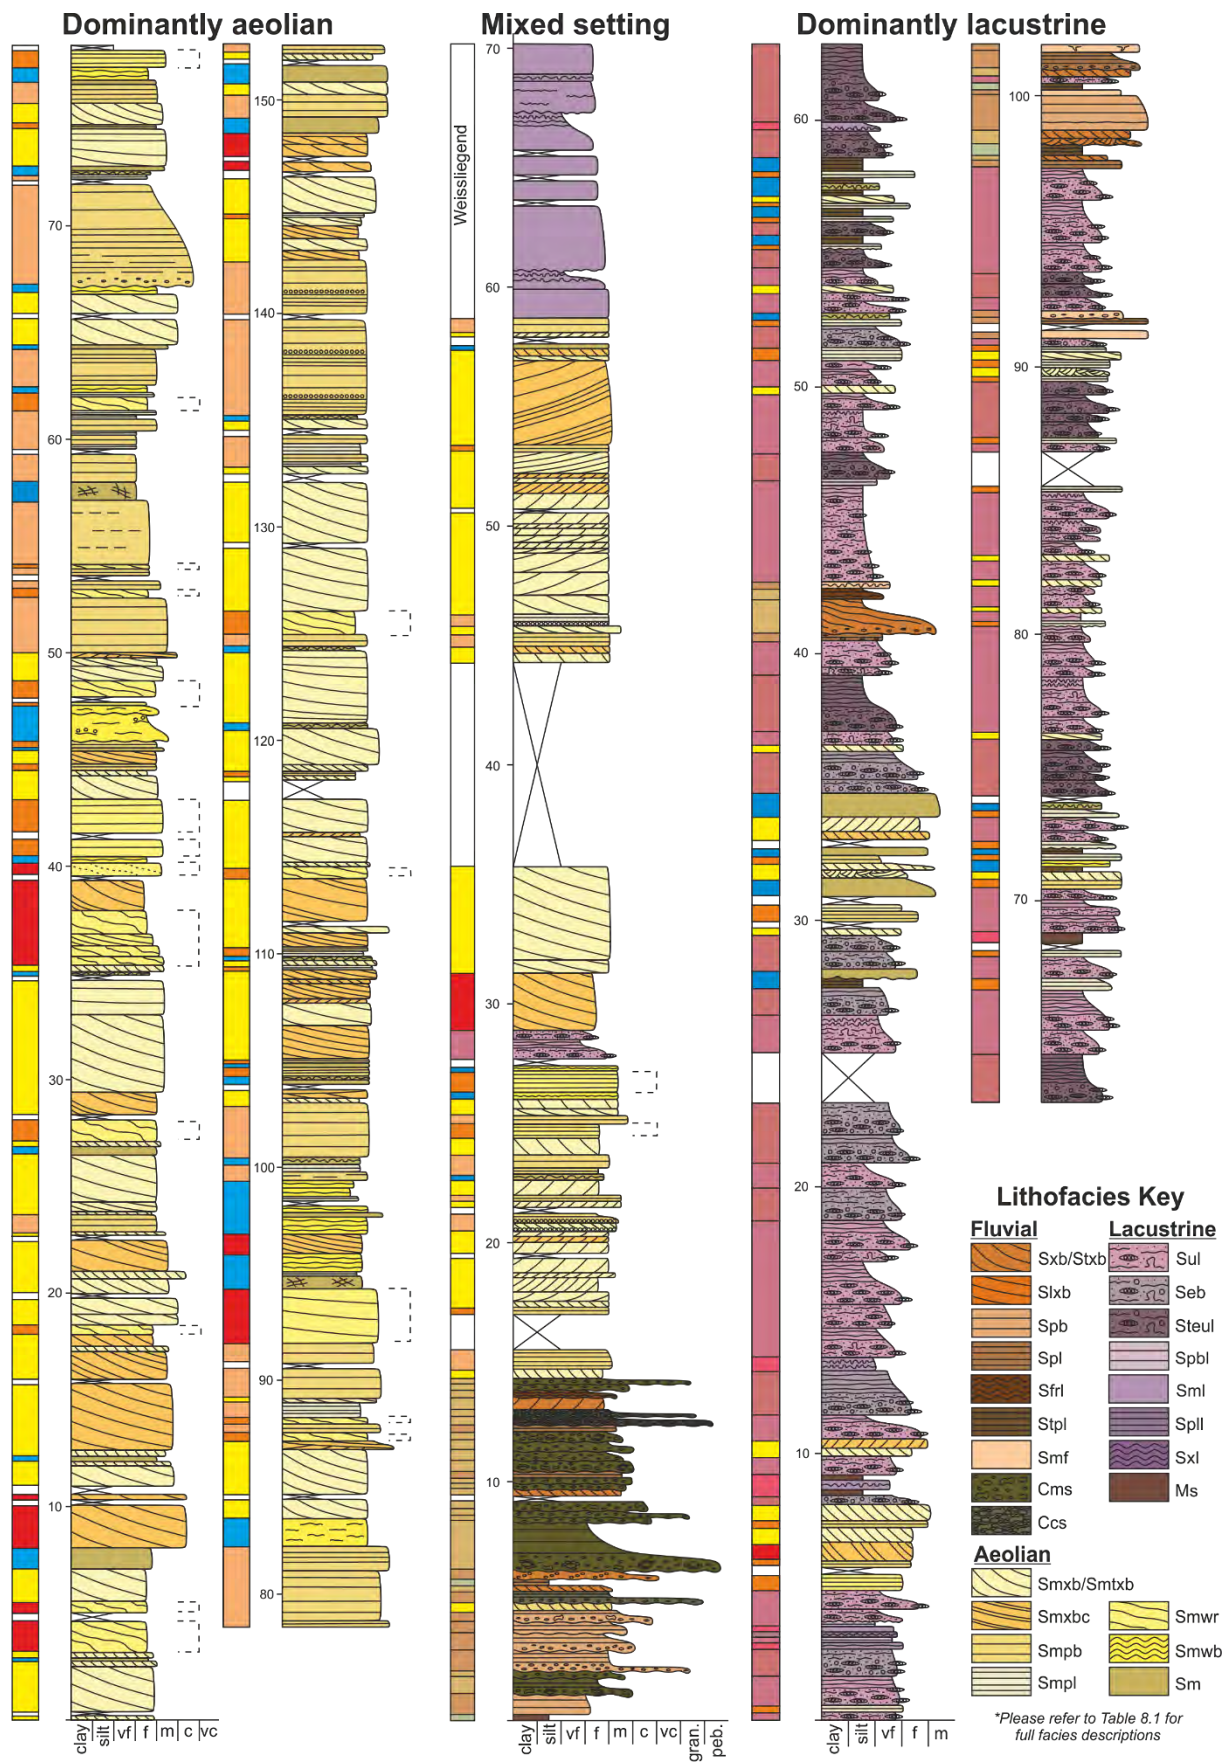 Dominantly aeolian
Mixed setting
Dominantly lacustrine
70
60
50
40
30
20
10
clay
silt
vf
f
m
c
vc
150
140
130
120
110
100
90
80
Weissliegend
70
60
50
40
30
20
10
clay
silt
vf
f
m
c
vc
gran.
peb.
60
50
40
30
20
10
clay
silt
vf
f
m
100
90
80
70
Lithofacies Key
Fluvial
Lacustrine
Sxb/Stxb
Sul
Slxb
Seb
Spb
Steul
Spl
Spbl
Sfrl
Sml
Stpl
Spll
Smf
Sxl
Cms
Ms
Ccs
Aeolian
Smxb/Smtxb
Smxbc
Smwr
Smpb
Smwb
Smpl
Sm
*Please refer to Table 8.1 for
full facies descriptions